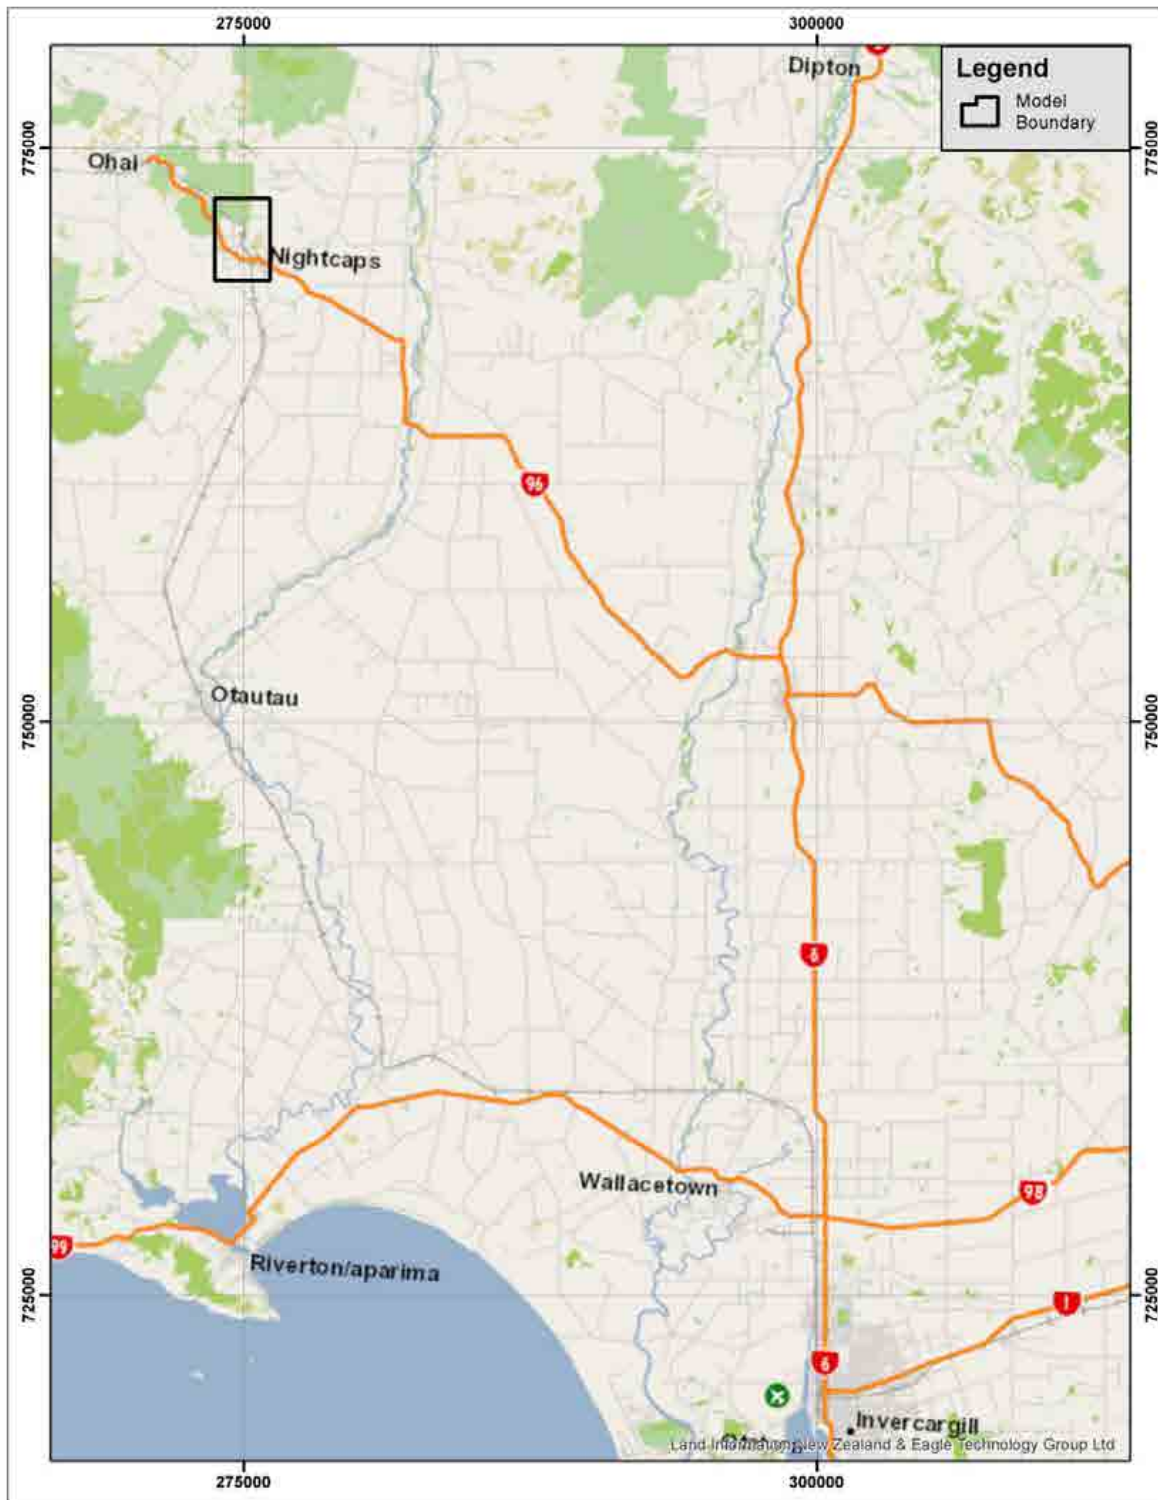 275000
300000
Dipton
Legend
Model
Boundary
775000
775000
Ohai
Nightcaps
96
Otautau
750000
750000
6
Wallacetown
98
99
Riverton/aparima
725000
725000
1
6
Invercargill
Land Information New Zealand & Eagle Technology Group Ltd
275000
300000